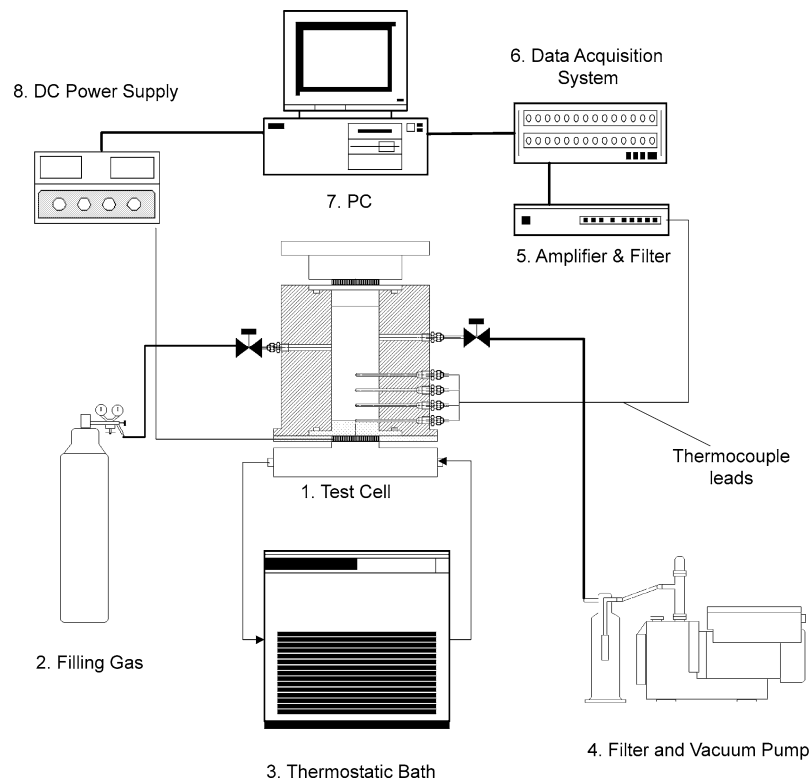 6. Data Acquisition
System
8. DC Power Supply
7. PC
5. Amplifier & Filter
Thermocouple
leads
1. Test Cell
2. Filling Gas
4. Filter and Vacuum Pump
3. Thermostatic Bath